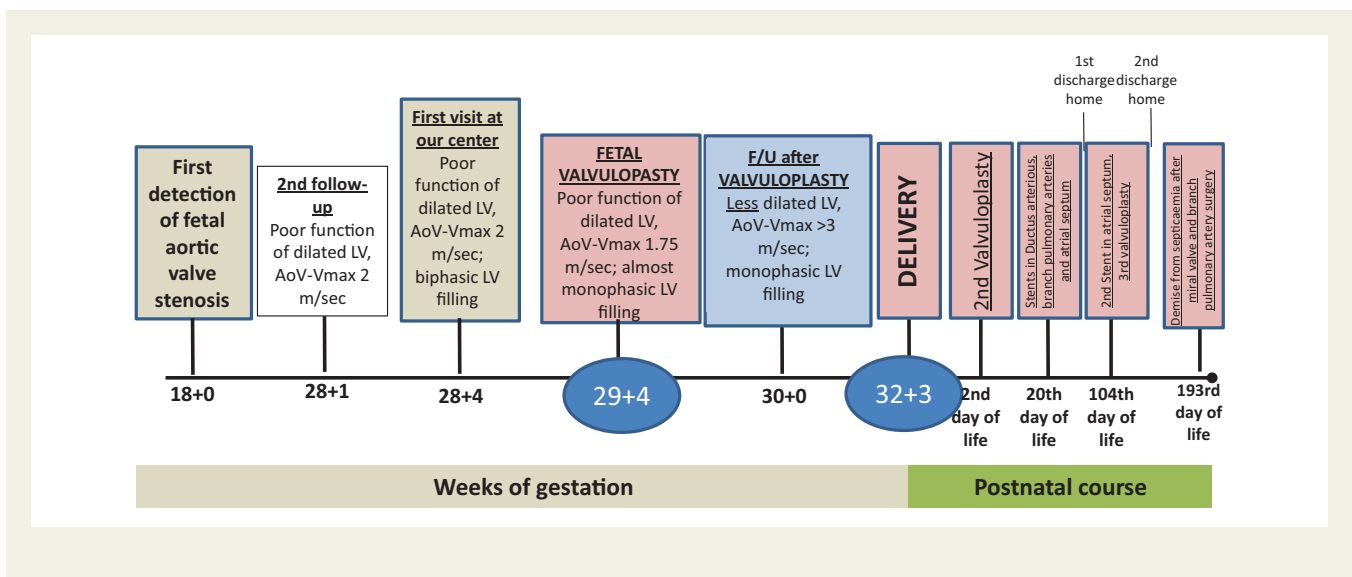 First
detection
of fetal
aortic
valve
stenosis
2nd follow-
up
Poor function
of dilated LV,
AoV-Vmax 2
m/sec
First visit at
our center
Poor
function of
dilated LV,
AoV-Vmax 2
m/sec;
biphasic LV
filling
FETAL
VALVULOPASTY
Poor function of
dilated LV,
AoV-Vmax 1.75
m/sec; almost
monophasic LV
filling
F/U after
VALVULOPLASTY
Less dilated LV,
AoV-Vmax >3
m/sec;
monophasic LV
filling
DELIVERY
2nd Valvuloplasty
Stents in Ductus arterious,
branch pulmonary arteries
and atrial septum
1st
discharge
home
2nd Stent in atrial septum,
3rd valvuloplasty
2nd
discharge
home
Demise from septicaemia after
miral valve and branch
pulmonary artery surgery
18+0
28+1
28+4
29+4
30+0
32+3
2nd
day of
life
20th
day of
life
104th
day of
life
193rd
day of
life
Weeks of gestation
Postnatal course